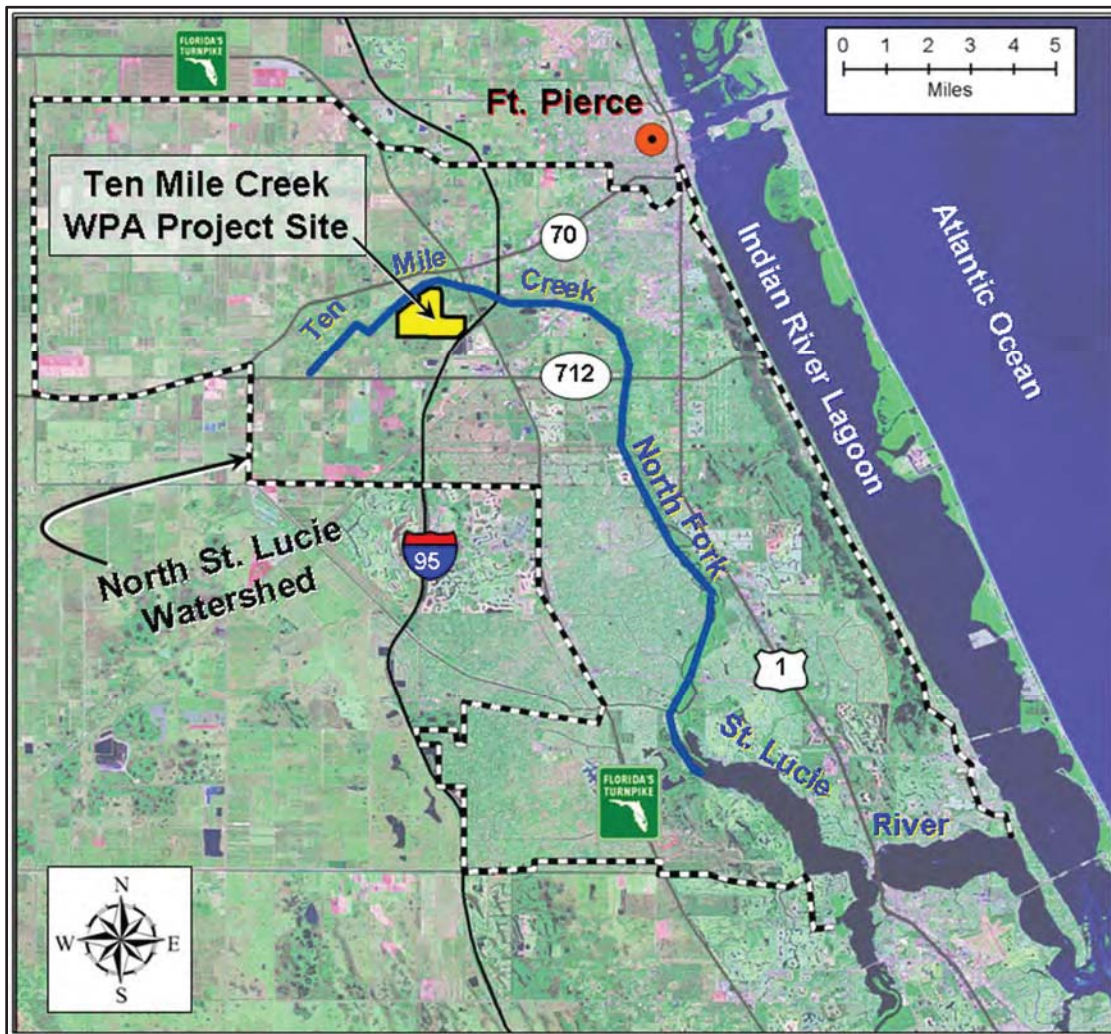 FLORIDA'S
TURNPIKE
0 1 2 3 4 5
Miles
Ft. Pierce
Ten Mile Creek
WPA Project Site
70
Ten Mile Creek
Indian River Lagoon
Atlantic Ocean
712
North Fork
95
North St. Lucie
Watershed
1
St. Lucie
River
FLORIDA'S
TURNPIKE
N
W E
S